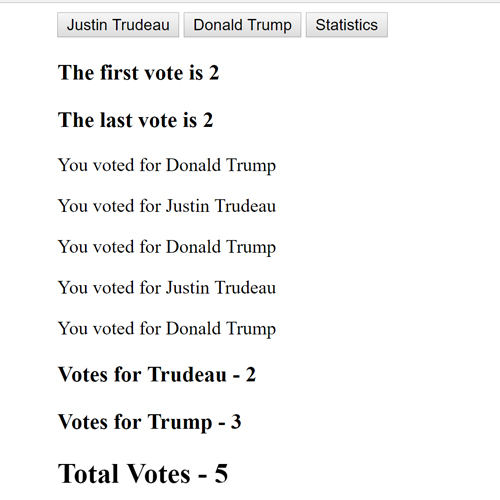 Justin Trudeau Donald Trump Statistics
The first vote is 2
The last vote is 2
You voted for Donald Trump
You voted for Justin Trudeau
You voted for Donald Trump
You voted for Justin Trudeau
You voted for Donald Trump
Votes for Trudeau - 2
Votes for Trump - 3
Total Votes - 5